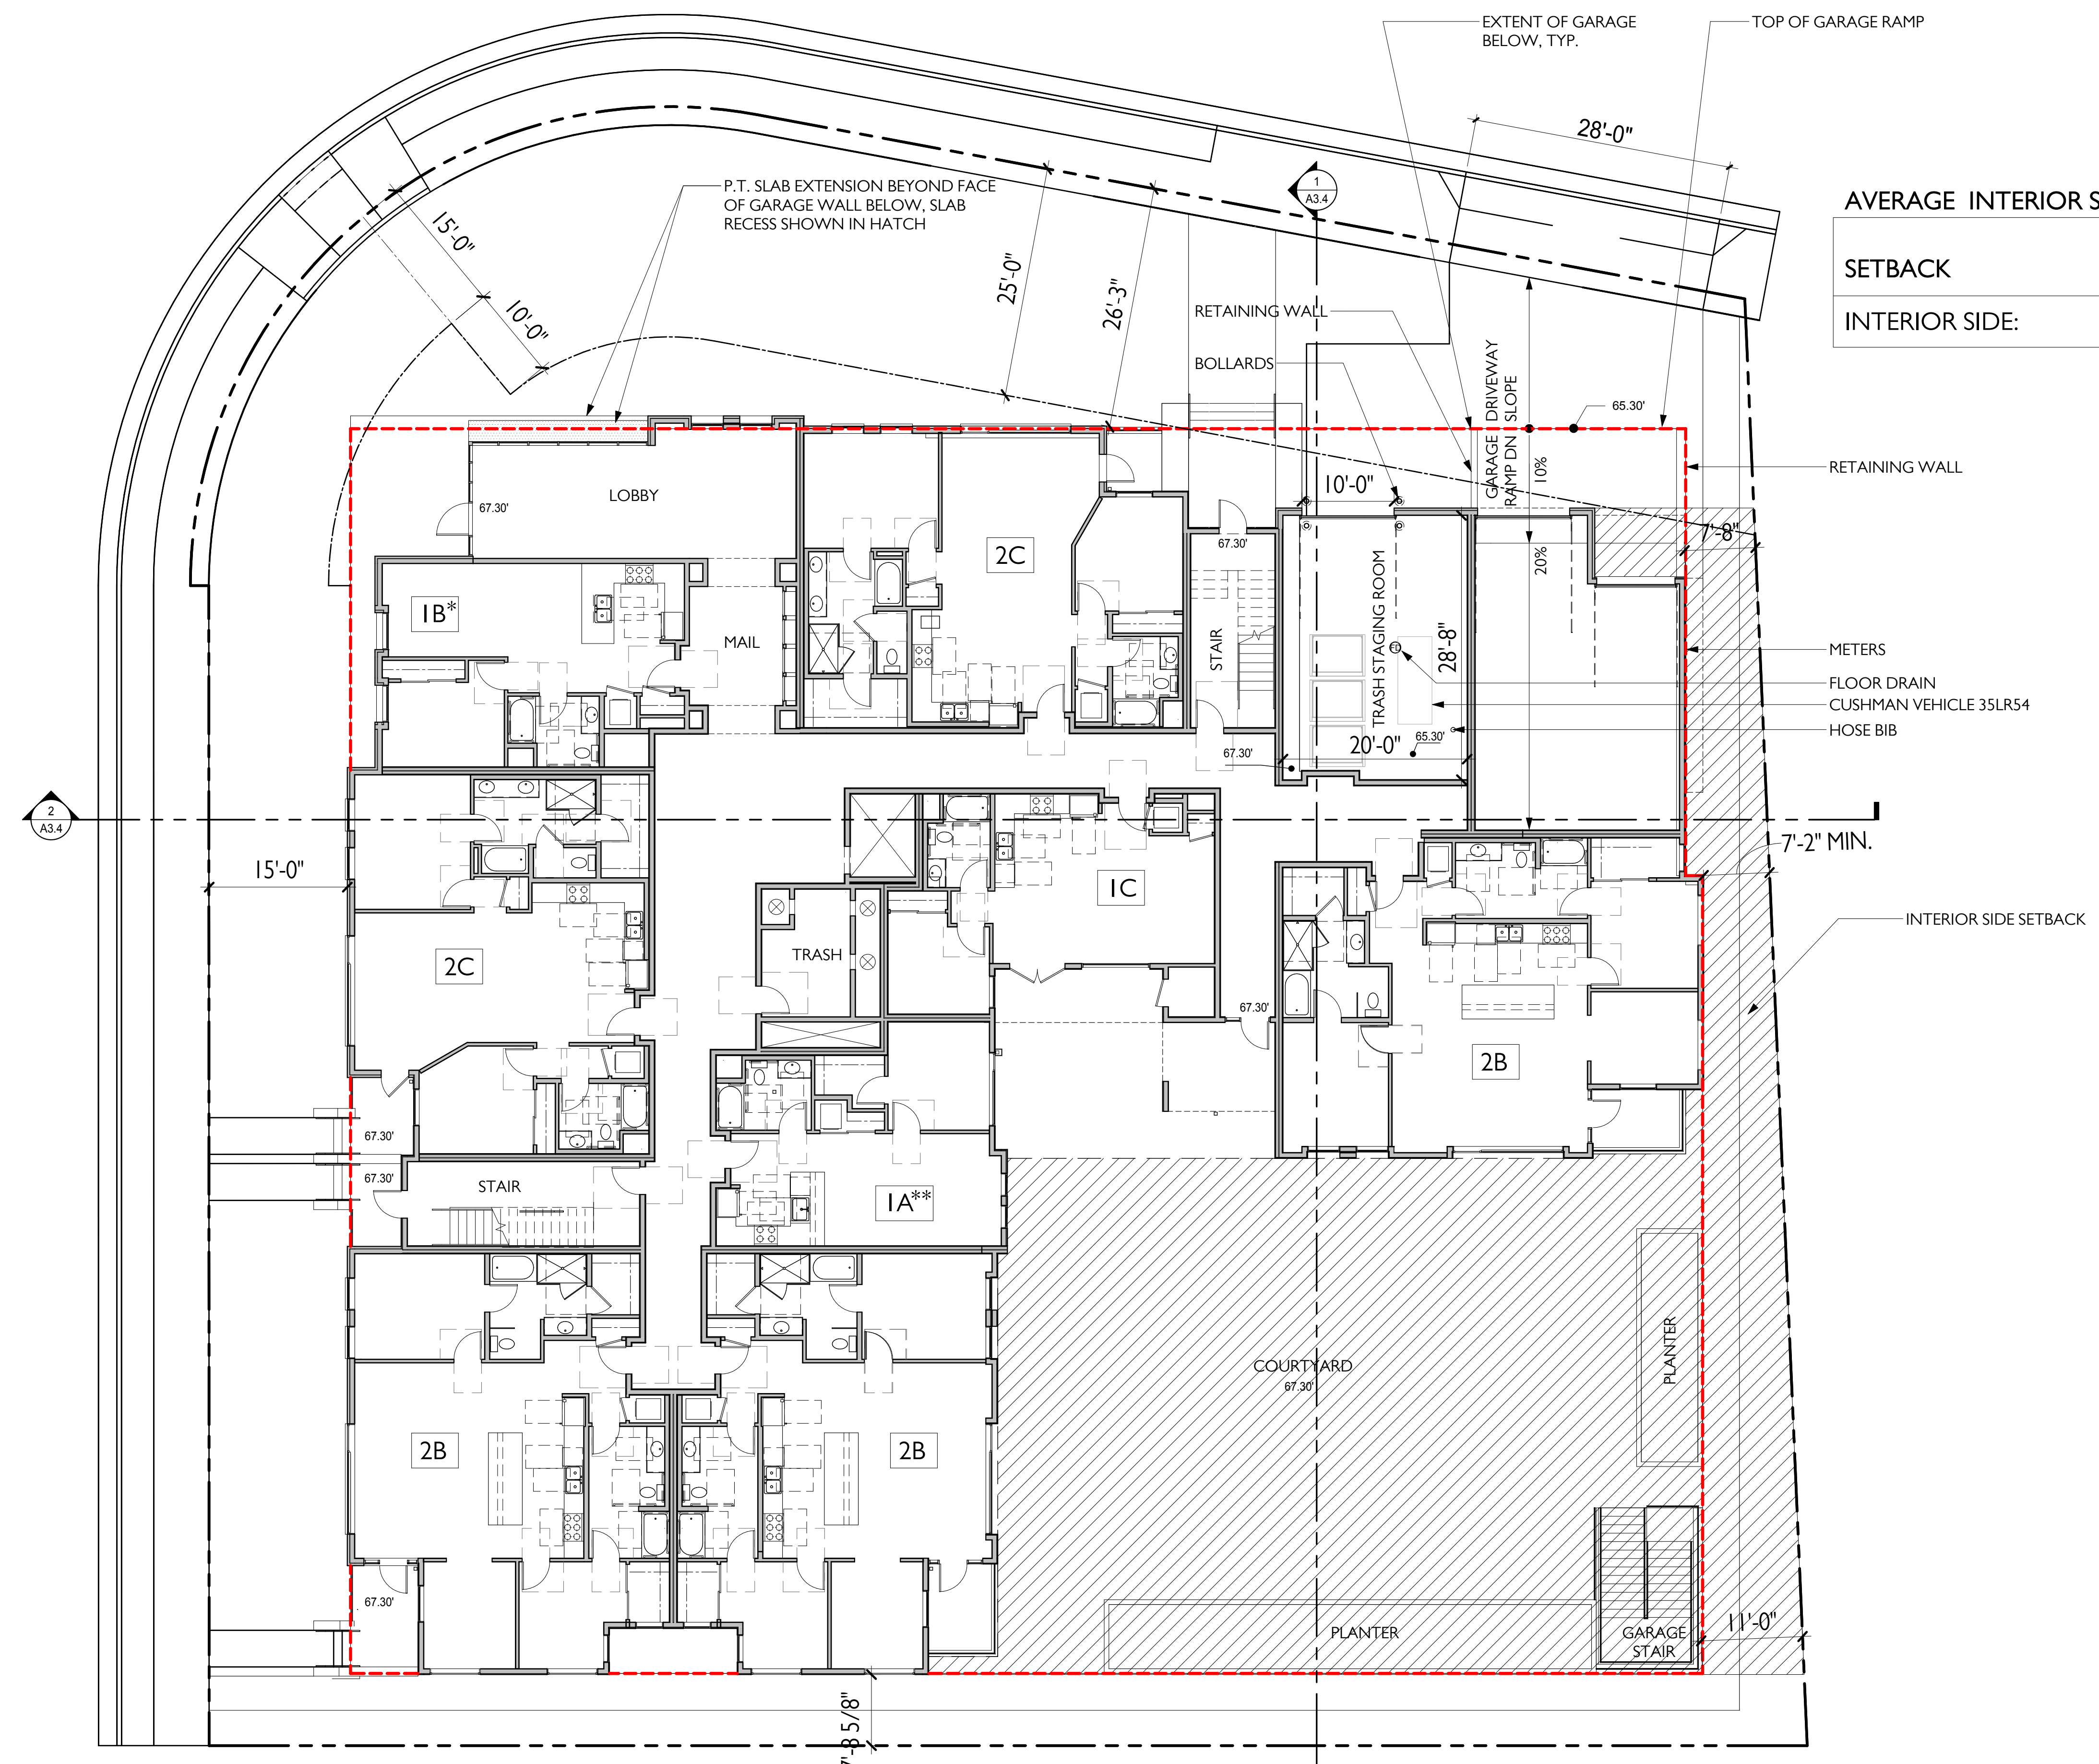 EXTENT OF GARAGE
BELOW, TYP.
TOP OF GARAGE RAMP
28'-0"
P.T. SLAB EXTENSION BEYOND FACE
OF GARAGE WALL BELOW, SLAB
RECESS SHOWN IN HATCH
1
A3.4
AVERAGE INTERIOR S
SETBACK
INTERIOR SIDE:
15'-0"
10'-0"
25'-0"
26'-3"
RETAINING WALL
BOLLARDS
GARAGE DRIVEWAY
RAMP DN SLOPE
10%
20%
65.30'
RETAINING WALL
10'-0"
7'-8"
LOBBY
67.30'
2C
67.30'
1B*
MAIL
STAIR
TRASH STAGING ROOM
FD
28'-8"
METERS
FLOOR DRAIN
CUSHMAN VEHICLE 35LR54
HOSE BIB
67.30'
20'-0"
65.30'
2
A3.4
7'-2" MIN.
15'-0"
1C
INTERIOR SIDE SETBACK
2C
TRASH
67.30'
2B
67.30'
67.30'
STAIR
1A**
COURTYARD
67.30'
PLANTER
2B
2B
67.30'
PLANTER
GARAGE
STAIR
11'-0"
7'-8 5/8"